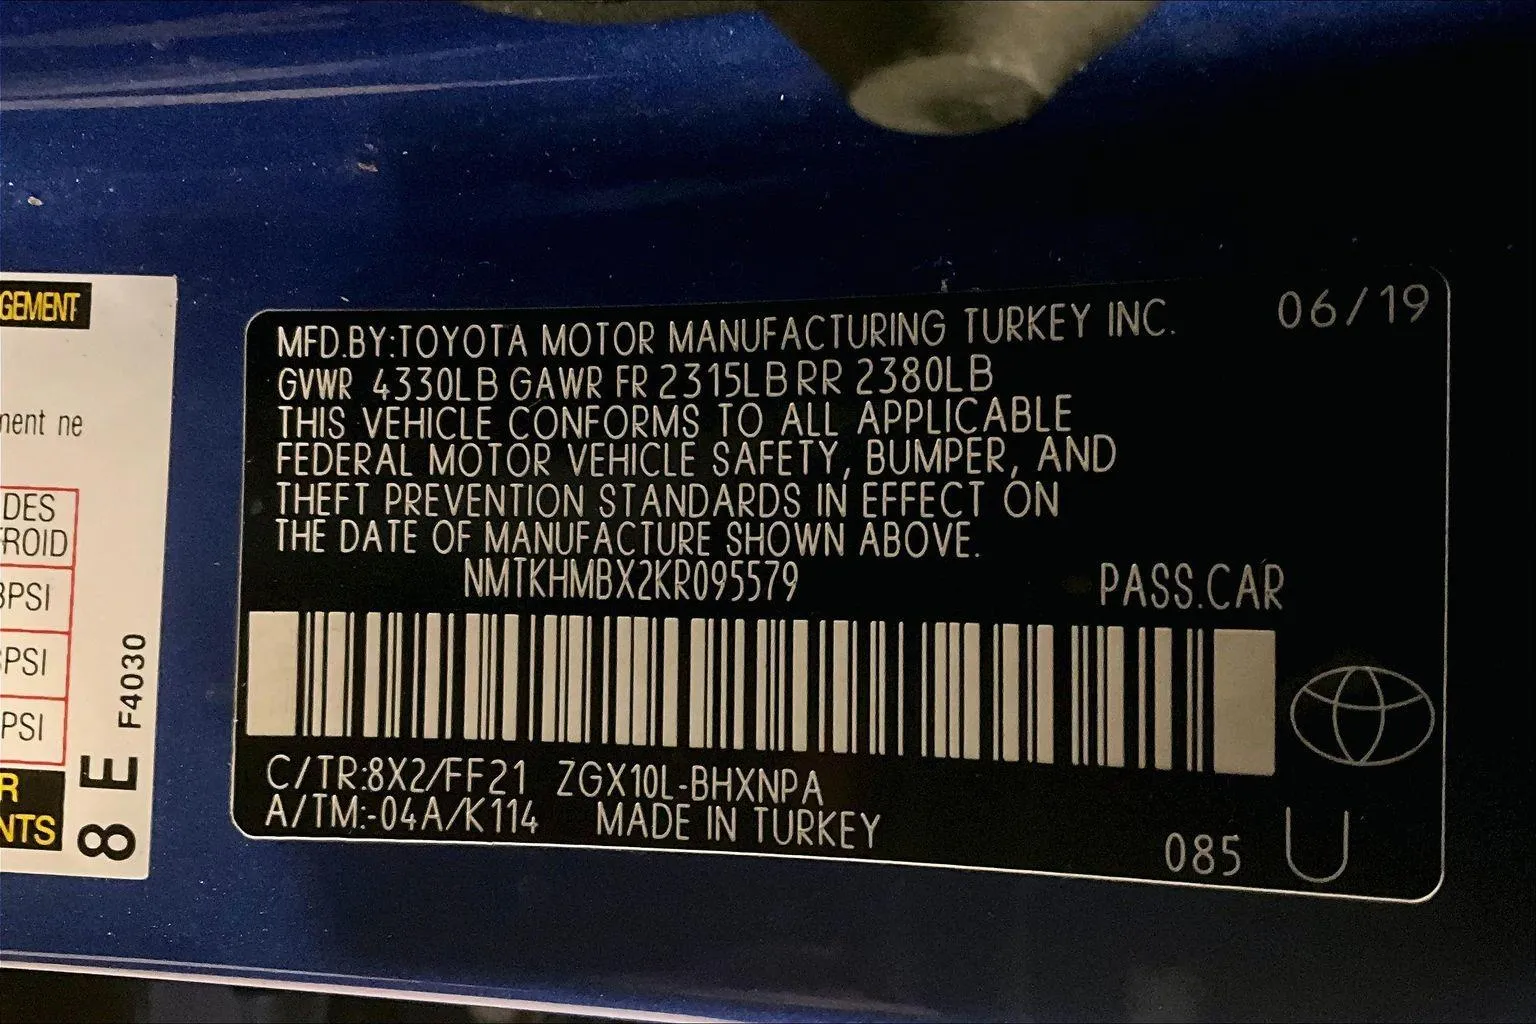 GEMENT
ment ne
DES
ROID
PSI
PSI
PSI
R
NTS
8 E F4030
06/19
MFD.BY:TOYOTA MOTOR MANUFACTURING TURKEY INC.
GVWR 4330LB GAWR FR 2315LB RR 2380LB
THIS VEHICLE CONFORMS TO ALL APPLICABLE
FEDERAL MOTOR VEHICLE SAFETY, BUMPER, AND
THEFT PREVENTION STANDARDS IN EFFECT ON
THE DATE OF MANUFACTURE SHOWN ABOVE.
NMTKHMBX2KR095579 PASS.CAR
C/TR:8X2/FF21 ZGX10L-BHXNPA
A/TM:-04A/K114 MADE IN TURKEY
085 U